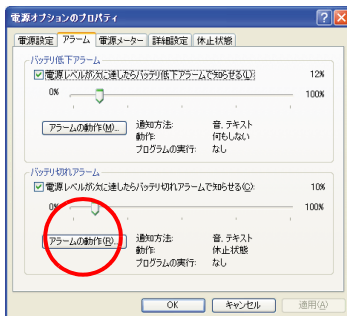 電源オプションのプロパティ
電源設定 アラーム 電源メーター 詳細設定 休止状態
バッテリ低下アラーム
電源レベルが次に達したらバッテリ低下アラームで知らせる(L): 12%
0% 100%
アラームの動作(M)... 通知方法: 音、テキスト
動作: 何もしない
プログラムの実行: なし
バッテリ切れアラーム
電源レベルが次に達したらバッテリ切れアラームで知らせる(C): 10%
0% 100%
アラームの動作(R)... 通知方法: 音、テキスト
動作: 休止状態
プログラムの実行: なし
OK キャンセル 適用(A)